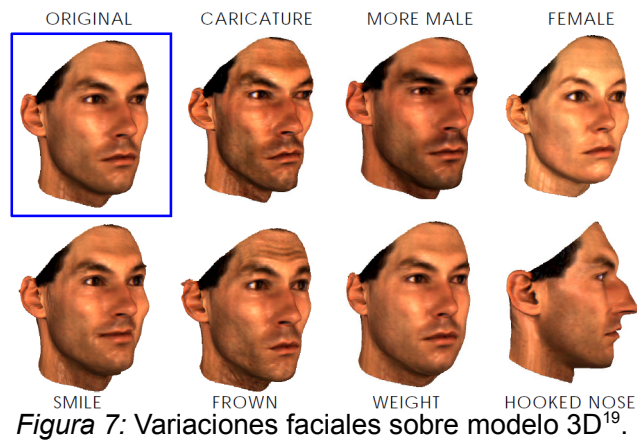 ORIGINAL CARICATURE MORE MALE FEMALE
SMILE FROWN WEIGHT HOOKED NOSE
Figura 7: Variaciones faciales sobre modelo 3D¹⁹.